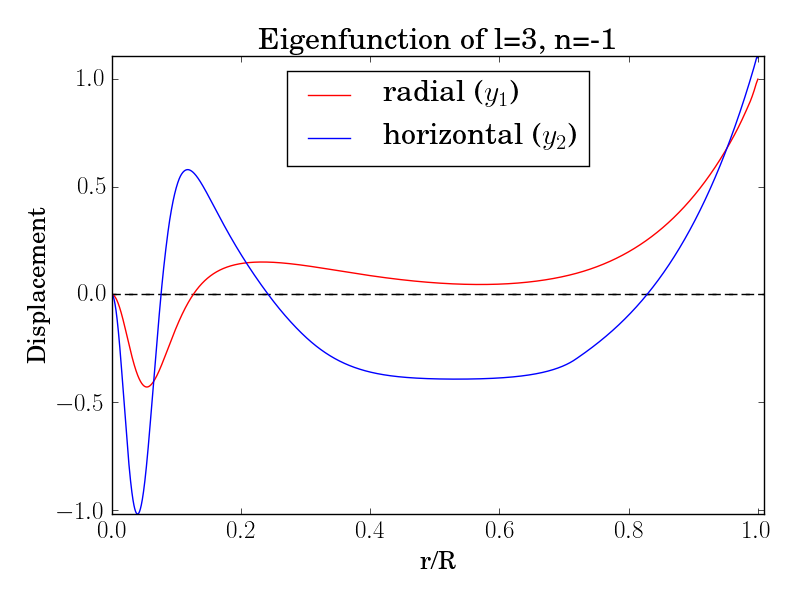 Eigenfunction of l=3, n=-1
radial (y₁)
horizontal (y₂)
Displacement
1.0
0.5
0.0
−0.5
−1.0
0.0 0.2 0.4 0.6 0.8 1.0
r/R